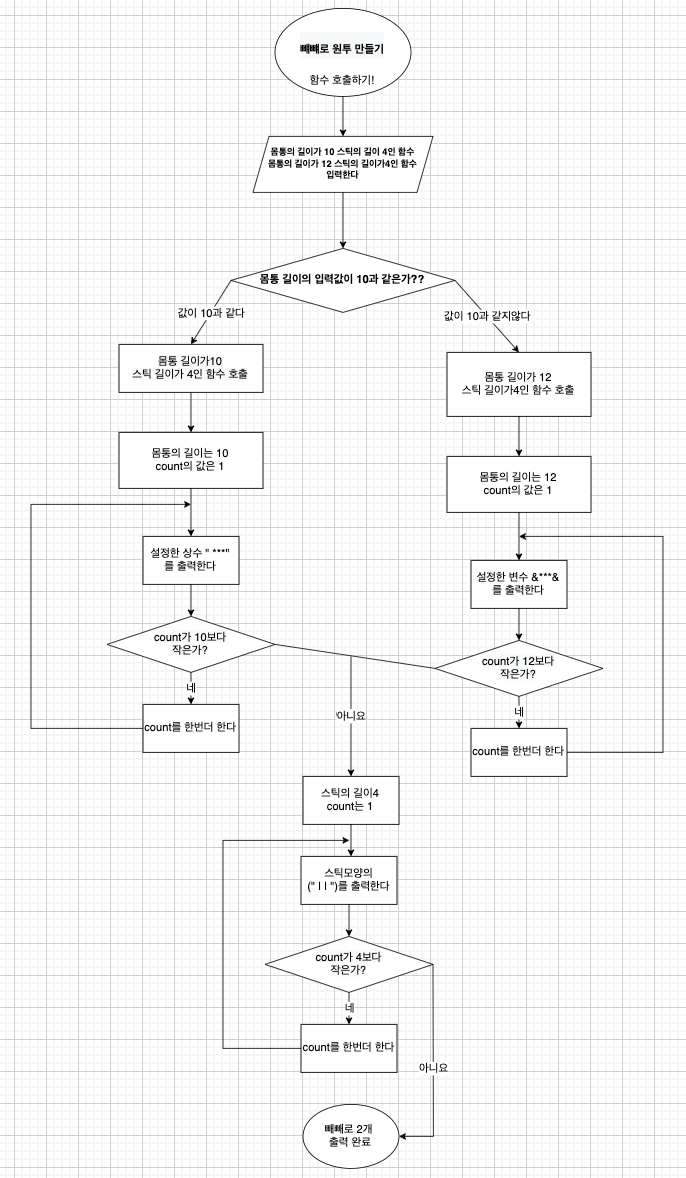 빼빼로 원투 만들기
함수 호출하기!
몸통의 길이가 10 스틱의 길이 4인 함수
몸통의 길이가 12 스틱의 길이가4인 함수
입력한다
몸통 길이의 입력값이 10과 같은가??
값이 10과 같다
값이 10과 같지않다
몸통 길이가10
스틱 길이가 4인 함수 호출
몸통 길이가 12
스틱 길이가4인 함수 호출
몸통의 길이는 10
count의 값은 1
몸통의 길이는 12
count의 값은 1
설정한 상수 " ***"
를 출력한다
설정한 변수 &***&
를 출력한다
count가 10보다
작은가?
count가 12보다
작은가?
네
네
아니요
count를 한번더 한다
count를 한번더 한다
스틱의 길이4
count는 1
스틱모양의
(" I I ")를 출력한다
count가 4보다
작은가?
네
count를 한번더 한다
아니요
빼빼로 2개
출력 완료